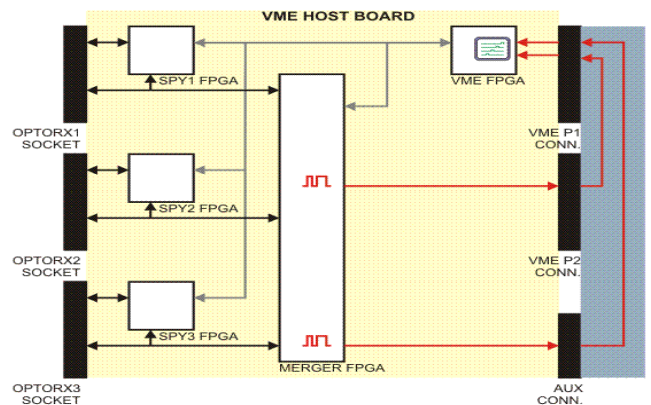 VME HOST BOARD
SPY1 FPGA
VME FPGA
OPTORX1
SOCKET
VME P1
CONN.
SPY2 FPGA
OPTORX2
SOCKET
VME P2
CONN.
SPY3 FPGA
MERGER FPGA
OPTORX3
SOCKET
AUX
CONN.